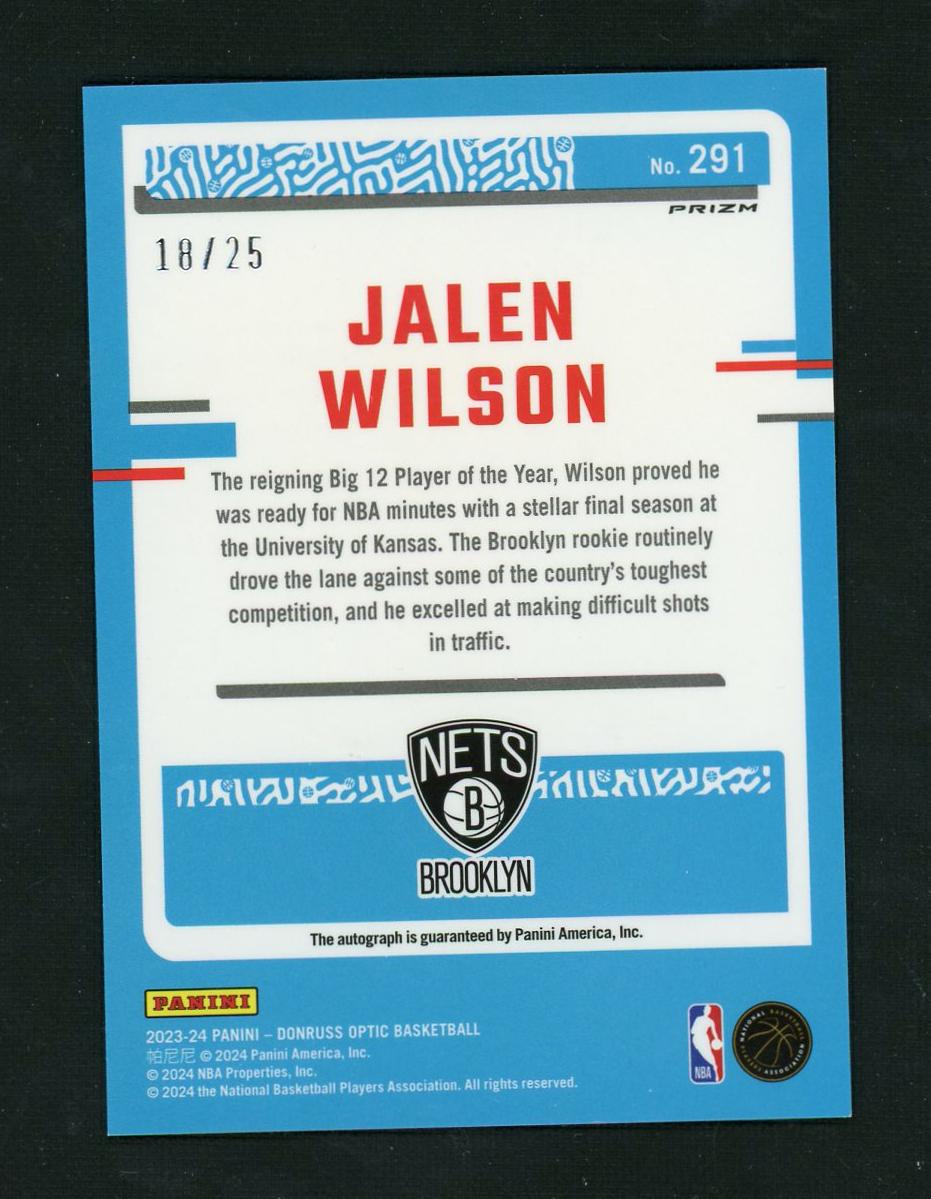 No. 291
PRIZM
18/25
JALEN
WILSON
The reigning Big 12 Player of the Year, Wilson proved he
was ready for NBA minutes with a stellar final season at
the University of Kansas. The Brooklyn rookie routinely
drove the lane against some of the country's toughest
competition, and he excelled at making difficult shots
in traffic.
NETS
B
BROOKLYN
The autograph is guaranteed by Panini America, Inc.
PANINI
2023-24 PANINI – DONRUSS OPTIC BASKETBALL
帕尼尼 © 2024 Panini America, Inc.
© 2024 NBA Properties, Inc.
© 2024 the National Basketball Players Association. All rights reserved.
NBA
NATIONAL BASKETBALL PLAYERS ASSOCIATION